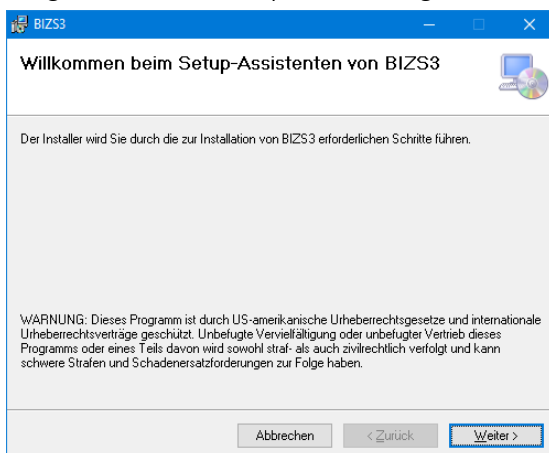 BIZS3
Willkommen beim Setup-Assistenten von BIZS3
Der Installer wird Sie durch die zur Installation von BIZS3 erforderlichen Schritte führen.
WARNUNG: Dieses Programm ist durch US-amerikanische Urheberrechtsgesetze und internationale
Urheberrechtsverträge geschützt. Unbefugte Vervielfältigung oder unbefugter Vertrieb dieses
Programms oder eines Teils davon wird sowohl straf- als auch zivilrechtlich verfolgt und kann
schwere Strafen und Schadenersatzforderungen zur Folge haben.
Abbrechen < Zurück Weiter >